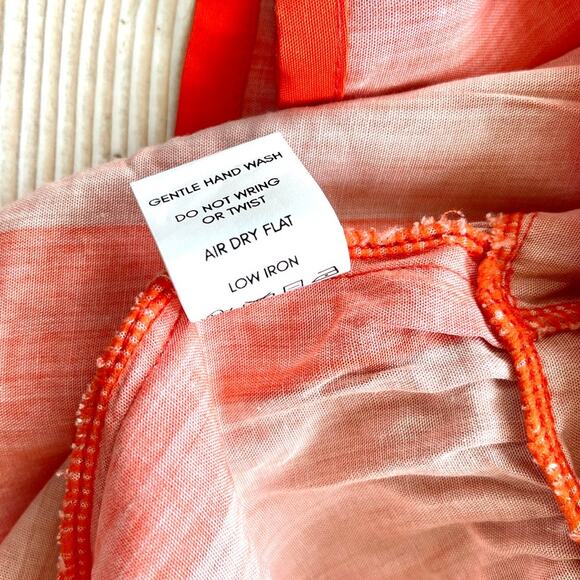 GENTLE HAND WASH
DO NOT WRING
OR TWIST
AIR DRY FLAT
LOW IRON